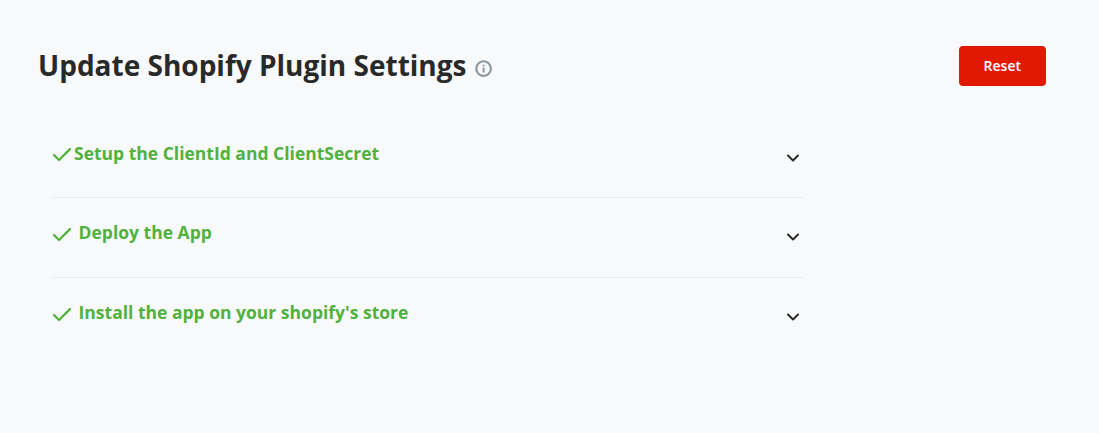 Update Shopify Plugin Settings
Reset
Setup the ClientId and ClientSecret
Deploy the App
Install the app on your shopify's store